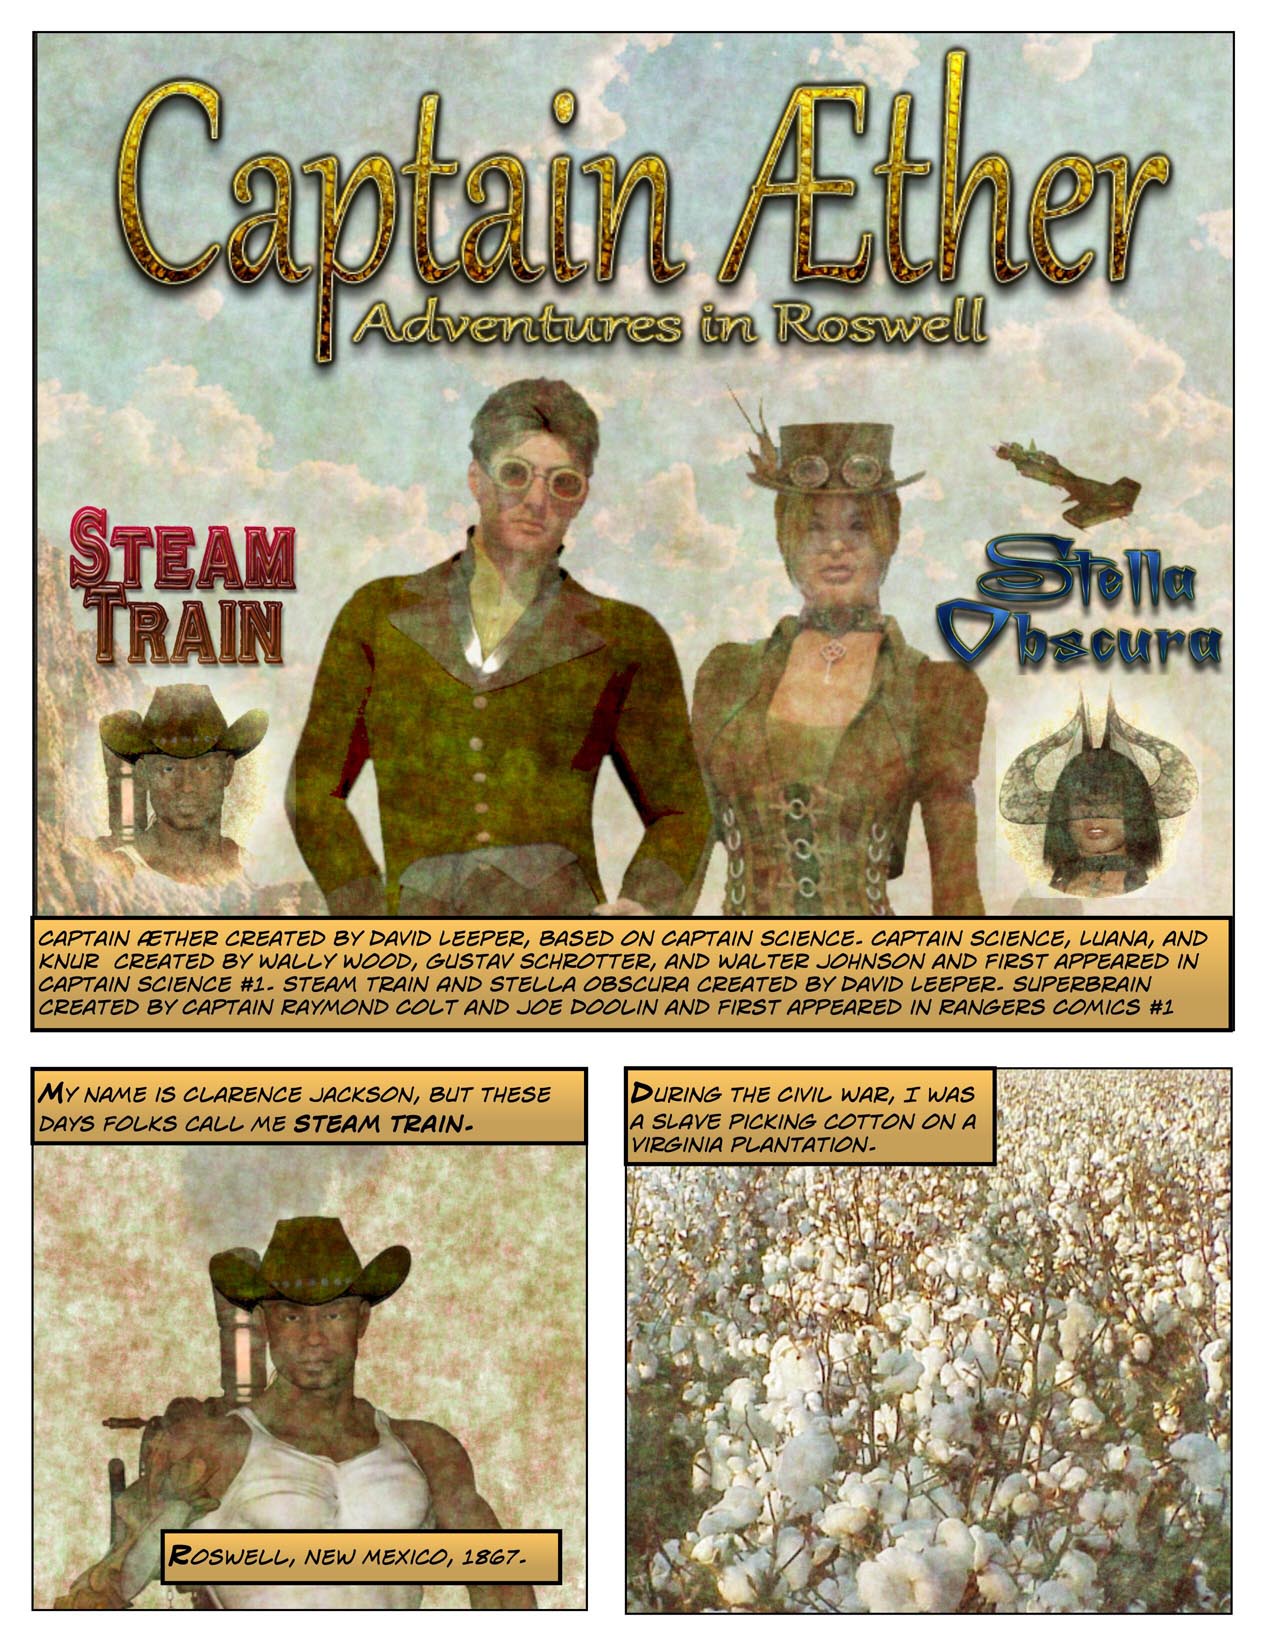 Captain Æther
Adventures in Roswell
STEAM
TRAIN
Stella
Obscura
CAPTAIN ÆTHER CREATED BY DAVID LEEPER, BASED ON CAPTAIN SCIENCE. CAPTAIN SCIENCE, LUANA, AND
KNUR CREATED BY WALLY WOOD, GUSTAV SCHROTTER, AND WALTER JOHNSON AND FIRST APPEARED IN
CAPTAIN SCIENCE #1. STEAM TRAIN AND STELLA OBSCURA CREATED BY DAVID LEEPER. SUPERBRAIN
CREATED BY CAPTAIN RAYMOND COLT AND JOE DOOLIN AND FIRST APPEARED IN RANGERS COMICS #1
MY NAME IS CLARENCE JACKSON, BUT THESE
DAYS FOLKS CALL ME STEAM TRAIN.
ROSWELL, NEW MEXICO, 1867.
DURING THE CIVIL WAR, I WAS
A SLAVE PICKING COTTON ON A
VIRGINIA PLANTATION.